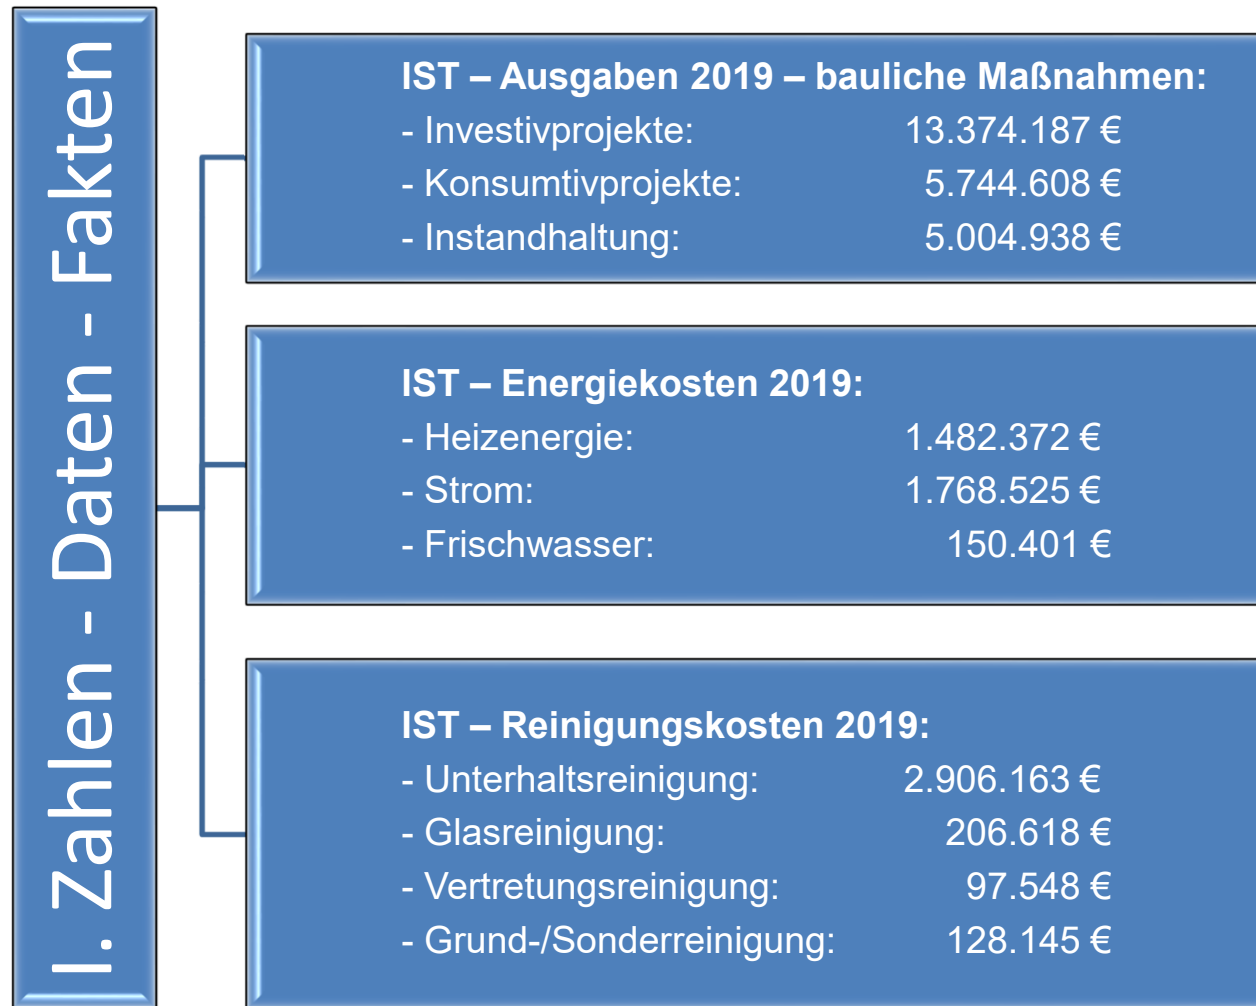 I. Zahlen - Daten - Fakten
IST – Ausgaben 2019 – bauliche Maßnahmen:
- Investivprojekte: 13.374.187 €
- Konsumtivprojekte: 5.744.608 €
- Instandhaltung: 5.004.938 €
IST – Energiekosten 2019:
- Heizenergie: 1.482.372 €
- Strom: 1.768.525 €
- Frischwasser: 150.401 €
IST – Reinigungskosten 2019:
- Unterhaltsreinigung: 2.906.163 €
- Glasreinigung: 206.618 €
- Vertretungsreinigung: 97.548 €
- Grund-/Sonderreinigung: 128.145 €